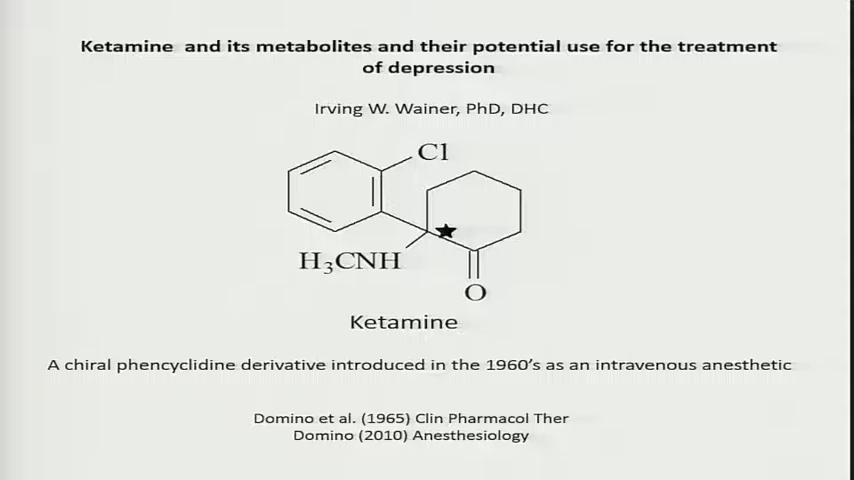 Ketamine and its metabolites and their potential use for the treatment
of depression
Irving W. Wainer, PhD, DHC
Cl
H₃CNH
O
Ketamine
A chiral phencyclidine derivative introduced in the 1960's as an intravenous anesthetic
Domino et al. (1965) Clin Pharmacol Ther
Domino (2010) Anesthesiology